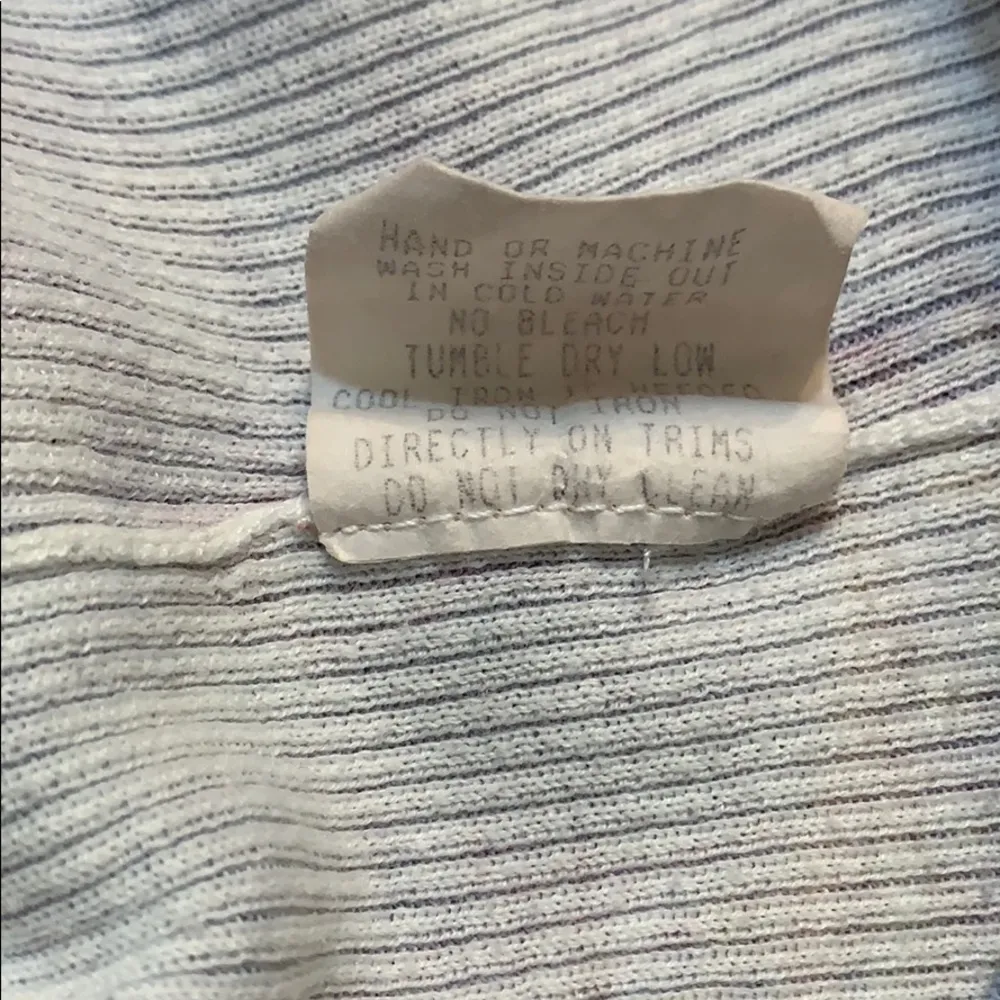 HAND OR MACHINE
WASH INSIDE OUT
IN COLD WATER
NO BLEACH
TUMBLE DRY LOW
COOL IRON IF NEEDED
DO NOT IRON
DIRECTLY ON TRIMS
DO NOT DRY CLEAN